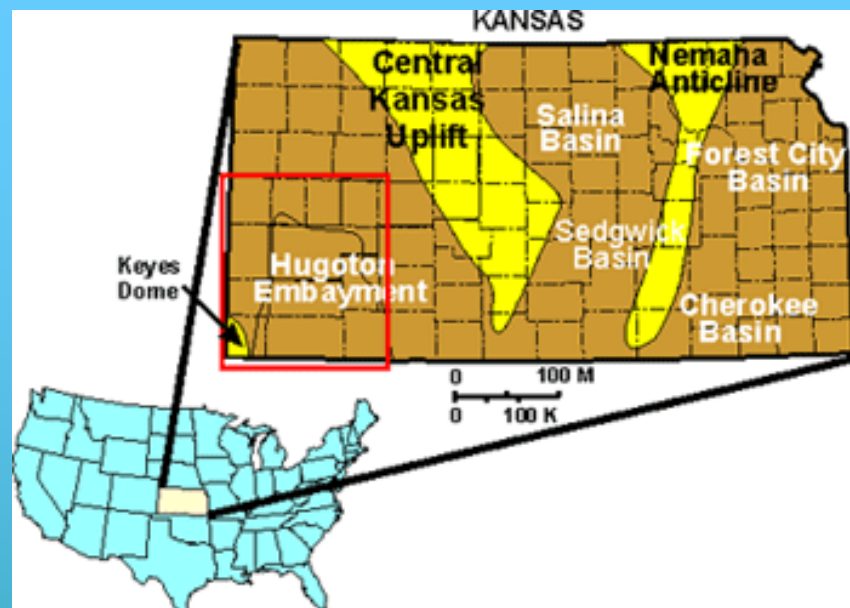 KANSAS
Central
Kansas
Uplift
Nemaha
Anticline
Salina
Basin
Forest City
Basin
Sedgwick
Basin
Keyes
Dome
Hugoton
Embayment
Cherokee
Basin
0 100 M
0 100 K